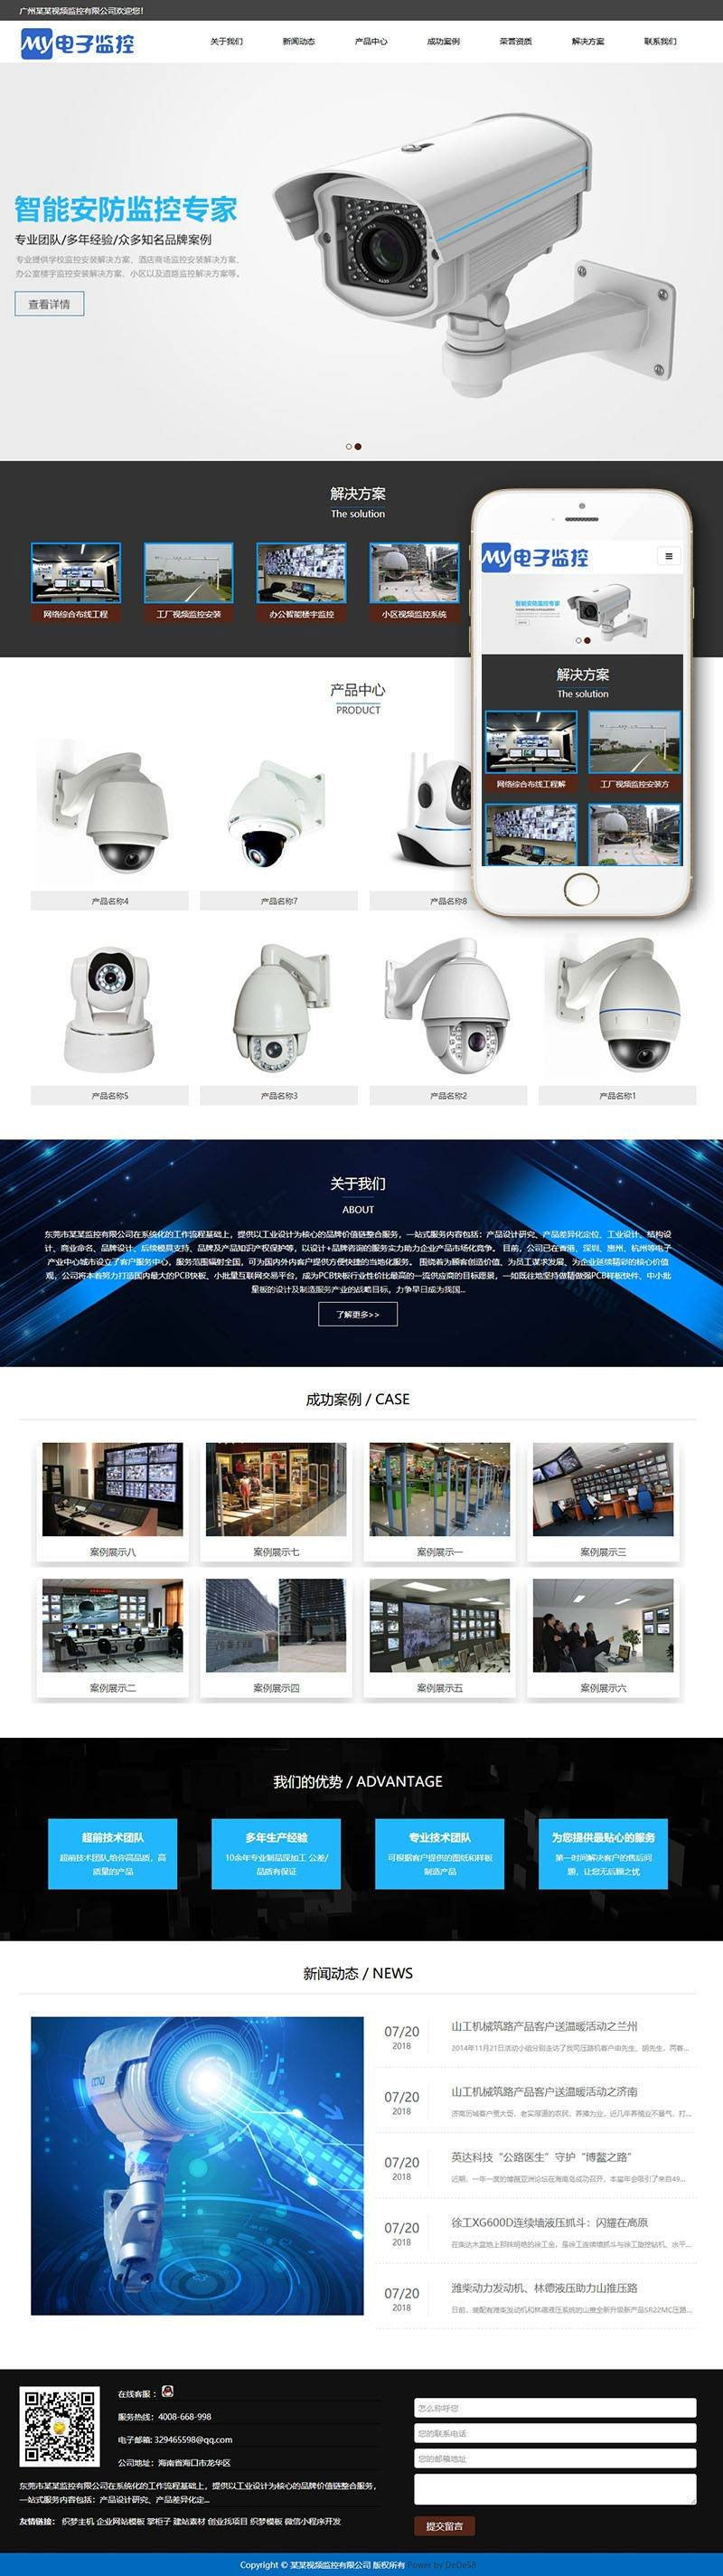 广州某某视频监控有限公司欢迎您!
My电子监控
关于我们 新闻动态 产品中心 成功案例 荣誉资质 解决方案 联系我们
智能安防监控专家
专业团队/多年经验/众多知名品牌案例
专业提供学校监控安装解决方案、酒店商场监控安装解决方案、
办公室楼宇监控安装解决方案、小区以及道路监控解决方案等。
查看详情
解决方案
The solution
网络综合布线工程 工厂视频监控安装 办公智能楼宇监控 小区视频监控系统
My电子监控
智能安防监控专家
解决方案
The solution
网络综合布线工程解 工厂视频监控安装方
产品中心
PRODUCT
产品名称4 产品名称7 产品名称8
产品名称5 产品名称3 产品名称2 产品名称1
关于我们
ABOUT
东莞市某某监控有限公司在系统化的工作流程基础上，提供以工业设计为核心的品牌价值链整合服务，一站式服务内容包括：产品设计研究、产品差异化定位、工业设计、结构设
计、商业命名、品牌设计、后续模具支持、品牌及产品知识产权保护等，以设计+品牌咨询的服务实力助力企业产品市场化竞争。 目前，公司已在香港、深圳、惠州、杭州等电子
产业中心城市设立了客户服务中心，服务范围辐射全国，可为国内外内客户提供方便快捷的当地化服务。 围绕着为顾客创造价值、为员工谋求发展、为企业延续精彩的核心价值
观，公司将本着努力打造国内最大的PCB快板、小批量互联网交易平台，成为PCB快板行业性价比最高的一流供应商的目标愿景，一如既往地坚持做精做强PCB样板快件、中小批
量板的设计及制造服务产业的战略目标，力争早日成为我国...
了解更多>>
成功案例 / CASE
案例展示八 案例展示七 案例展示一 案例展示三
案例展示二 案例展示四 案例展示五 案例展示六
我们的优势 / ADVANTAGE
超前技术团队 多年生产经验 专业技术团队 为您提供最贴心的服务
超前技术团队,给你高品质，高 10余年专业制品深加工 公差/ 可根据客户提供的图纸和样板 第一时间解决客户的售后问
质量的产品 品质有保证 制造产品 题，让您无后顾之忧
新闻动态 / NEWS
07/20 山工机械筑路产品客户送温暖活动之兰州
2018 2014年11月21日活动小组分别走访了我司压路机客户由先生、胡先生，两客...
07/20 山工机械筑路产品客户送温暖活动之济南
2018 济南历城客户贾大哥，老实厚道的农民，养猪为业，近几年养殖业不景气，打...
07/20 英达科技“公路医生”守护“博鳌之路”
2018 近期，一年一度的博鳌亚洲论坛在海南岛成功召开，本届年会吸引了来自49...
07/20 徐工XG600D连续墙液压抓斗：闪耀在高原
2018
07/20 潍柴动力发动机、林德液压助力山推压路
2018 日前，装配有潍柴发动机和林德液压系统的山推全新升级新产品SR22MC压路...
在线客服：
服务热线：4008-668-998
电子邮箱: 329465598@qq.com
公司地址：海南省海口市龙华区
东莞市某某监控有限公司在系统化的工作流程基础上，提供以工业设计为核心的品牌价值链整合服务，
一站式服务内容包括：产品设计研究、产品差异化定...
友情链接： 织梦主机 企业网站模板 掌柜子 建站素材 创业找项目 织梦模板 微信小程序开发
怎么称呼您
您的联系电话
您的邮箱地址
提交留言
Copyright © 某某视频监控有限公司 版权所有 Power by DeDe58